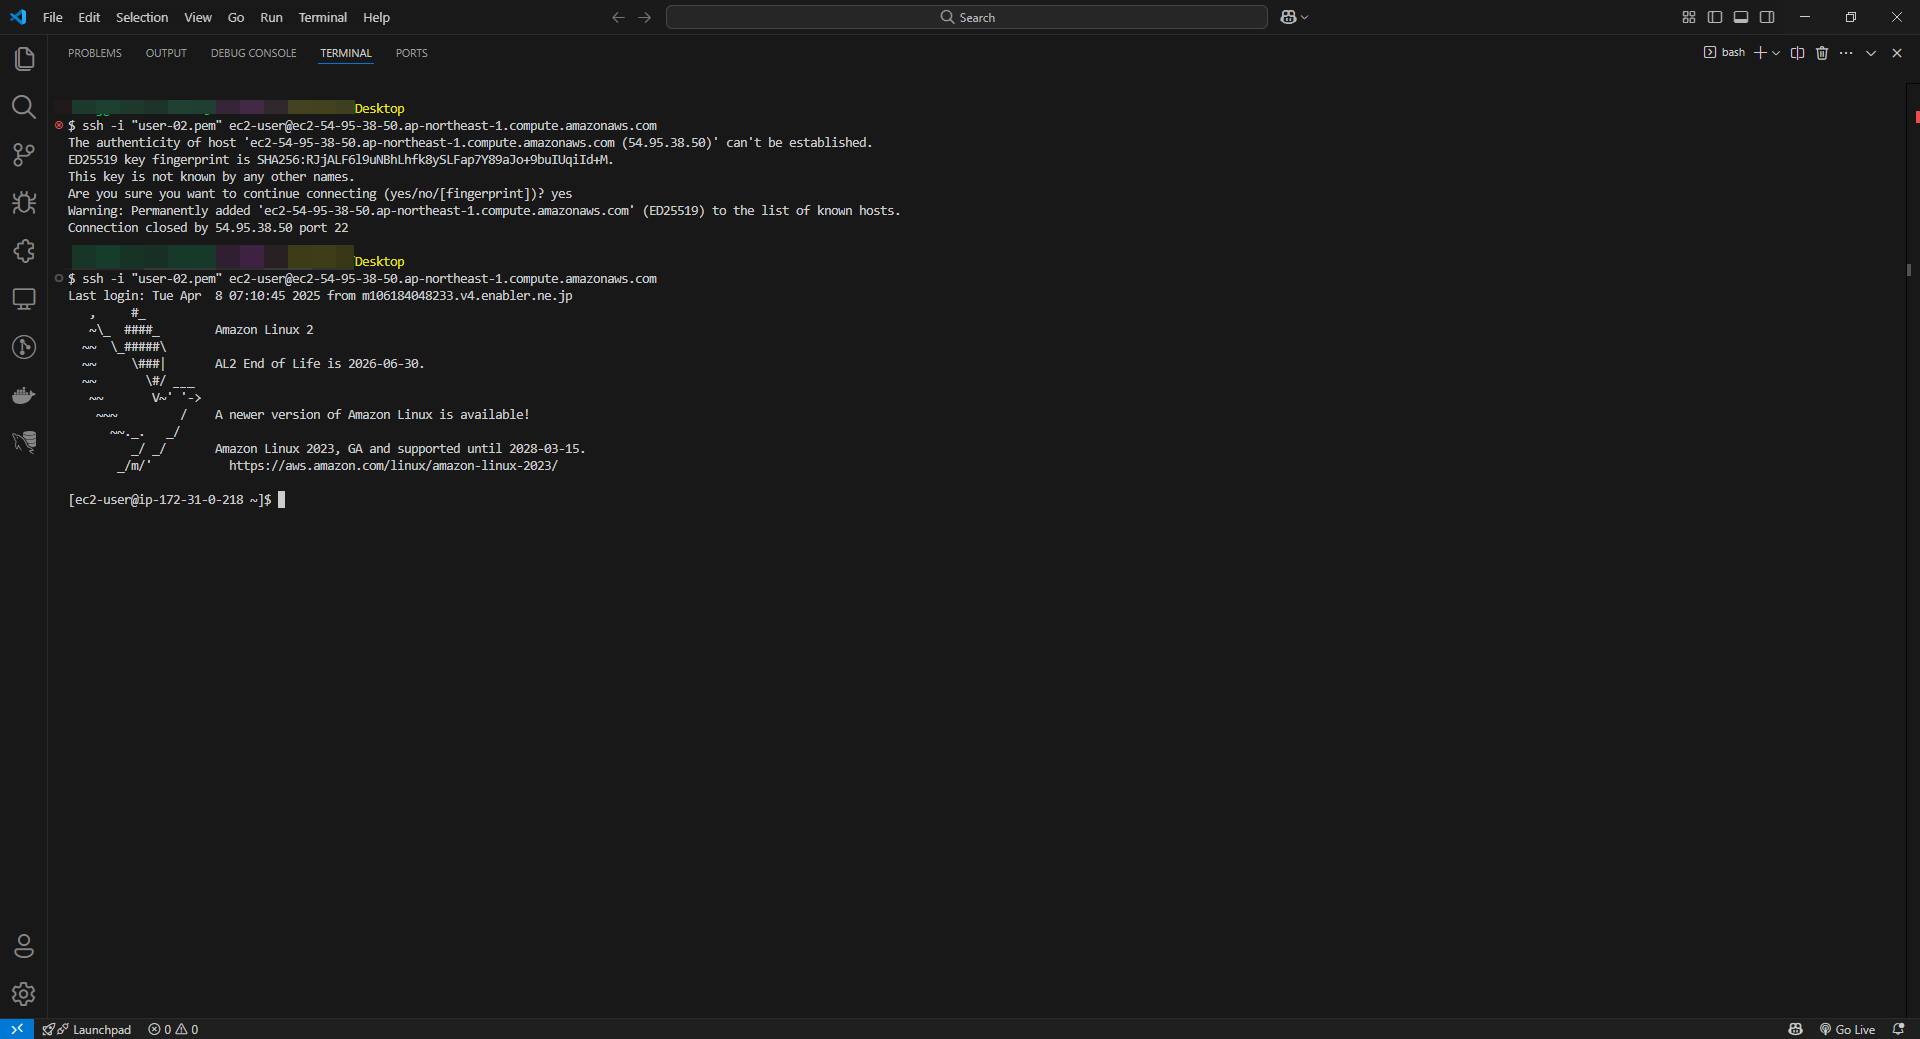 File Edit Selection View Go Run Terminal Help
Search
PROBLEMS OUTPUT DEBUG CONSOLE TERMINAL PORTS
bash
Desktop
$ ssh -i "user-02.pem" ec2-user@ec2-54-95-38-50.ap-northeast-1.compute.amazonaws.com
The authenticity of host 'ec2-54-95-38-50.ap-northeast-1.compute.amazonaws.com (54.95.38.50)' can't be established.
ED25519 key fingerprint is SHA256:RJjALF6l9uNBhLhfk8ySLFap7Y89aJo+9buIUqiId+M.
This key is not known by any other names.
Are you sure you want to continue connecting (yes/no/[fingerprint])? yes
Warning: Permanently added 'ec2-54-95-38-50.ap-northeast-1.compute.amazonaws.com' (ED25519) to the list of known hosts.
Connection closed by 54.95.38.50 port 22
Desktop
$ ssh -i "user-02.pem" ec2-user@ec2-54-95-38-50.ap-northeast-1.compute.amazonaws.com
Last login: Tue Apr  8 07:10:45 2025 from m106184048233.v4.enabler.ne.jp
   ,     #_
   ~\_  ####_        Amazon Linux 2
  ~~  \_#####\
  ~~     \###|       AL2 End of Life is 2026-06-30.
  ~~       \#/ ___
   ~~       V~' '->
    ~~~         /    A newer version of Amazon Linux is available!
      ~~._.   _/
         _/ _/       Amazon Linux 2023, GA and supported until 2028-03-15.
       _/m/'           https://aws.amazon.com/linux/amazon-linux-2023/
[ec2-user@ip-172-31-0-218 ~]$
Launchpad 0 0 Go Live